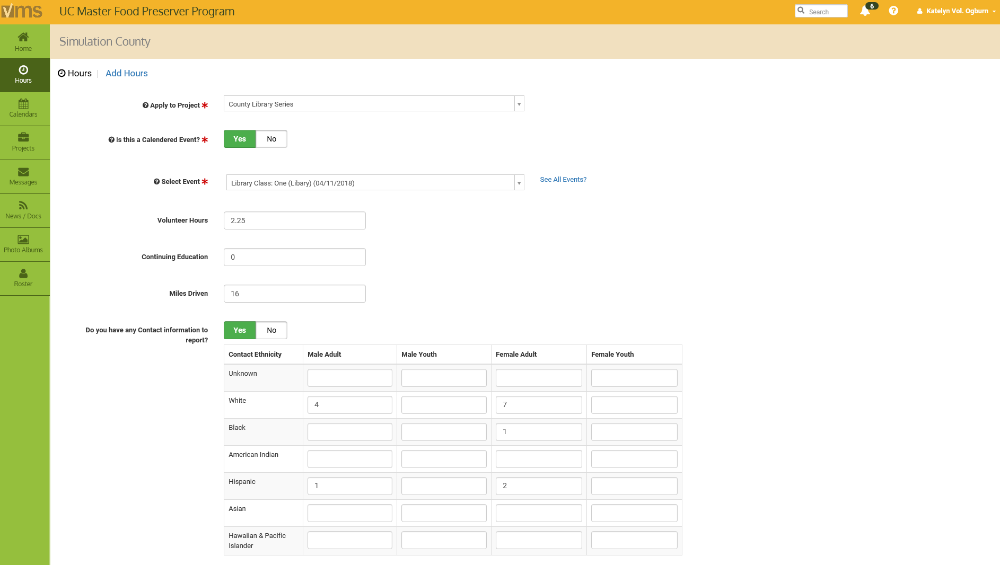 vms UC Master Food Preserver Program Search 6 Katelyn Vol. Ogburn
Simulation County
Home
Hours
Calendars
Projects
Messages
News / Docs
Photo Albums
Roster
Hours | Add Hours
Apply to Project * County Library Series
Is this a Calendered Event? * Yes No
Select Event * Library Class: One (Libary) (04/11/2018) See All Events?
Volunteer Hours 2.25
Continuing Education 0
Miles Driven 16
Do you have any Contact information to
report? Yes No
Contact Ethnicity Male Adult Male Youth Female Adult Female Youth
Unknown
White 4 7
Black 1
American Indian
Hispanic 1 2
Asian
Hawaiian & Pacific
Islander